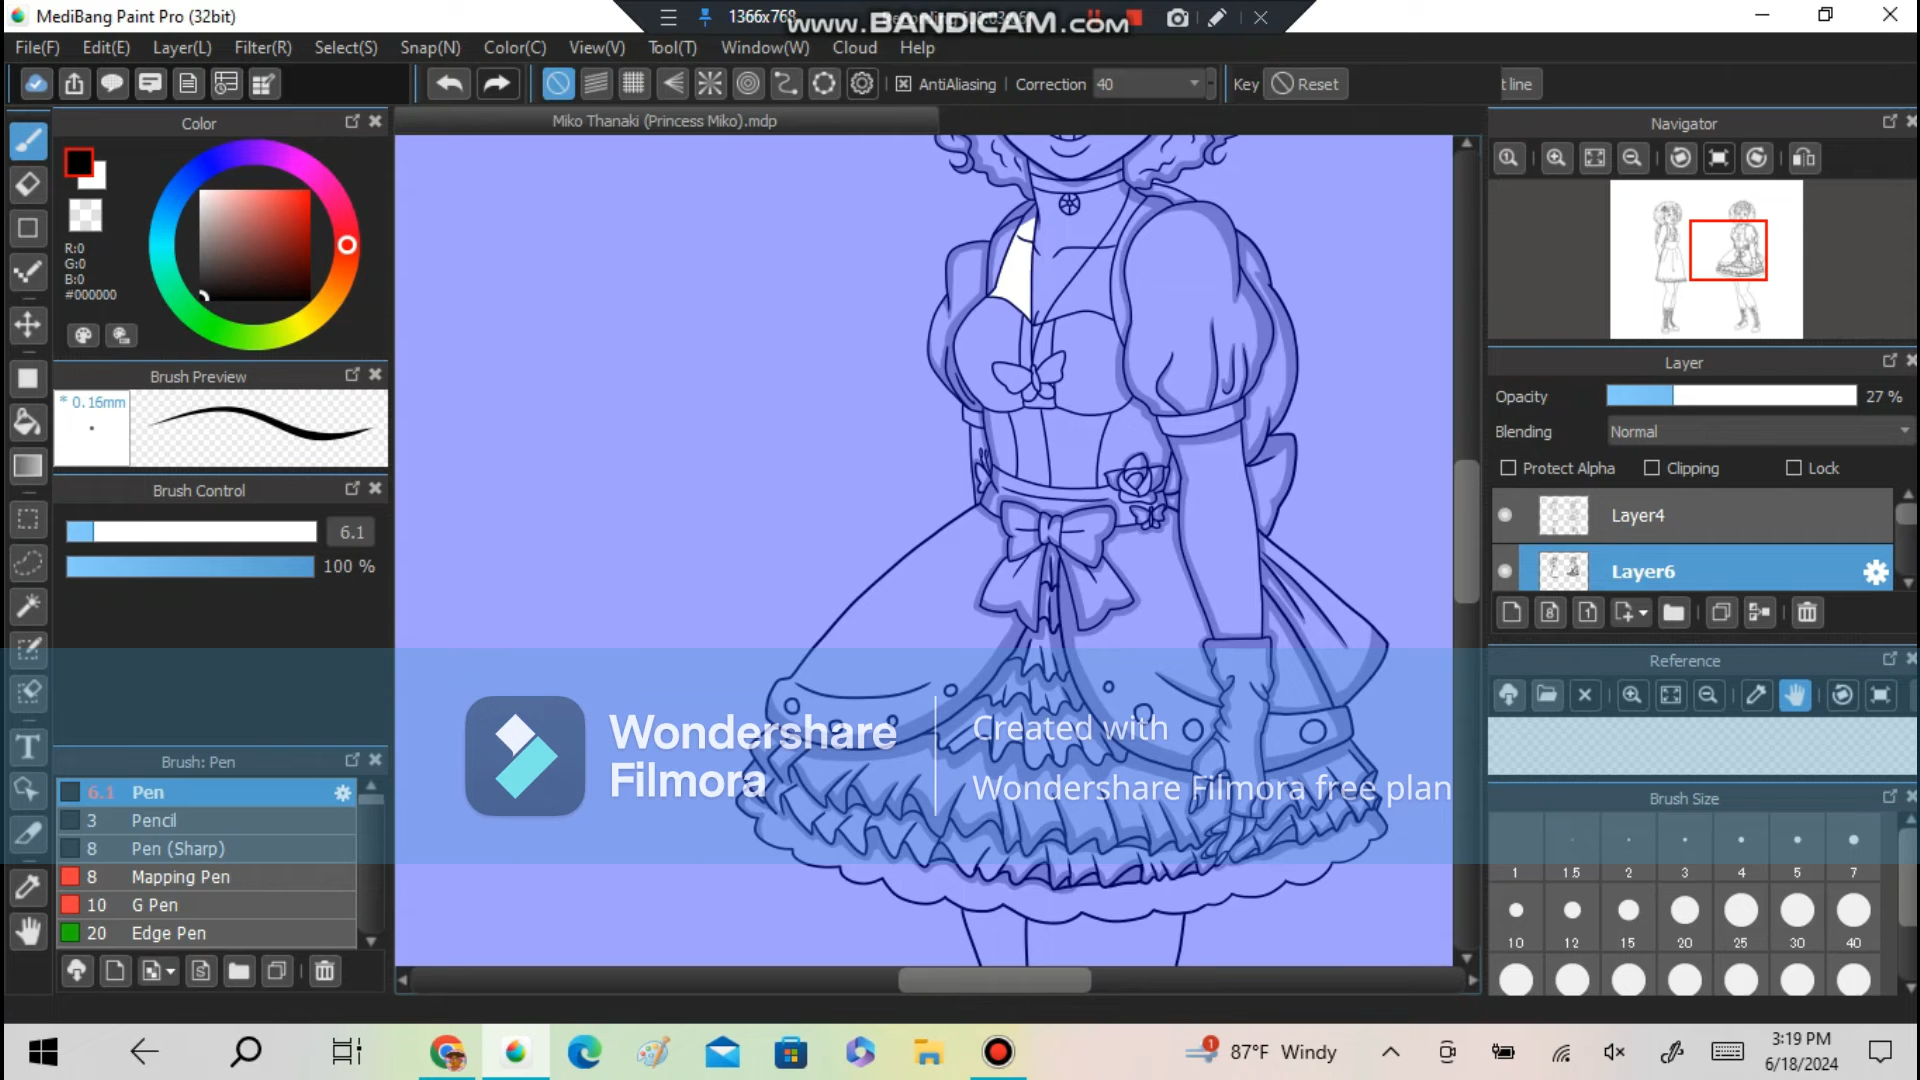 MediBang Paint Pro (32bit)
1366x768
www.BANDICAM.com
File(F) Edit(E) Layer(L) Filter(R) Select(S) Snap(N) Color(C) View(V) Tool(T) Window(W) Cloud Help
AntiAliasing Correction 40 Key Reset t line
Color
Miko Thanaki (Princess Miko).mdp
Navigator
R:0
G:0
B:0
#000000
Layer
Brush Preview
Opacity 27 %
* 0.16mm
Blending Normal
Protect Alpha Clipping Lock
Brush Control
Layer4
6.1
100 %
Layer6
Reference
Wondershare
Filmora
Created with
Wondershare Filmora free plan
Brush: Pen
6.1 Pen
3 Pencil
8 Pen (Sharp)
8 Mapping Pen
10 G Pen
20 Edge Pen
Brush Size
1 1.5 2 3 4 5 7
10 12 15 20 25 30 40
1
87°F Windy
3:19 PM
6/18/2024